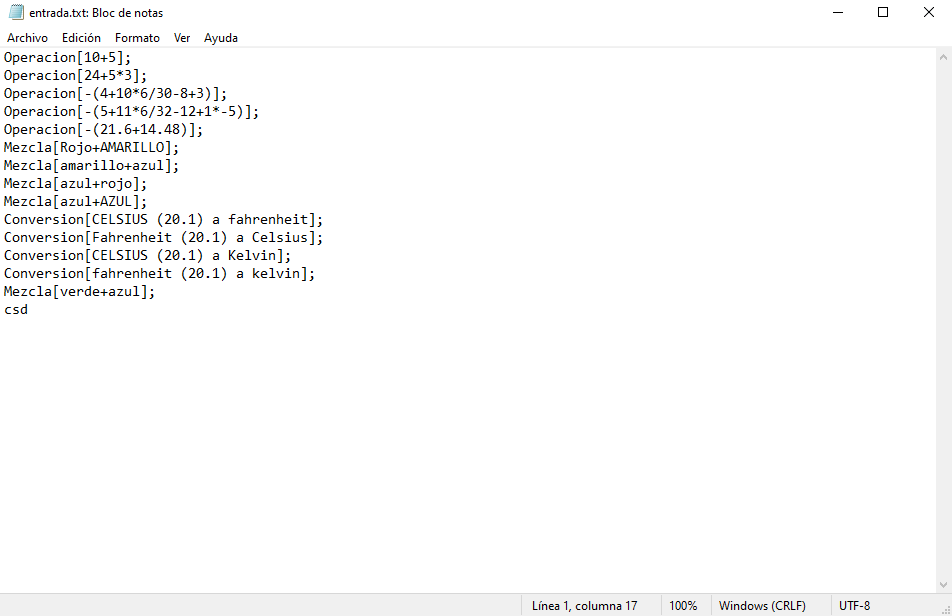 entrada.txt: Bloc de notas
Archivo Edición Formato Ver Ayuda
Operacion[10+5];
Operacion[24+5*3];
Operacion[-(4+10*6/30-8+3)];
Operacion[-(5+11*6/32-12+1*-5)];
Operacion[-(21.6+14.48)];
Mezcla[Rojo+AMARILLO];
Mezcla[amarillo+azul];
Mezcla[azul+rojo];
Mezcla[azul+AZUL];
Conversion[CELSIUS (20.1) a fahrenheit];
Conversion[Fahrenheit (20.1) a Celsius];
Conversion[CELSIUS (20.1) a Kelvin];
Conversion[fahrenheit (20.1) a kelvin];
Mezcla[verde+azul];
csd
Línea 1, columna 17 100% Windows (CRLF) UTF-8